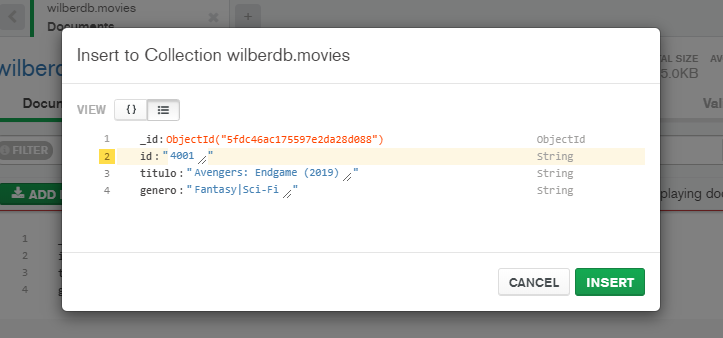 wilberdb.movies
Documents
wilberd
AL SIZE AV
5.0KB
Insert to Collection wilberdb.movies
Docum
Val
VIEW {}
FILTER
1 _id: ObjectId("5fdc46ac175597e2da28d088") ObjectId
2 id: "4001" String
3 titulo: "Avengers: Endgame (2019)" String
4 genero: "Fantasy|Sci-Fi" String
ADD
playing doc
1
2
3
4
CANCEL INSERT